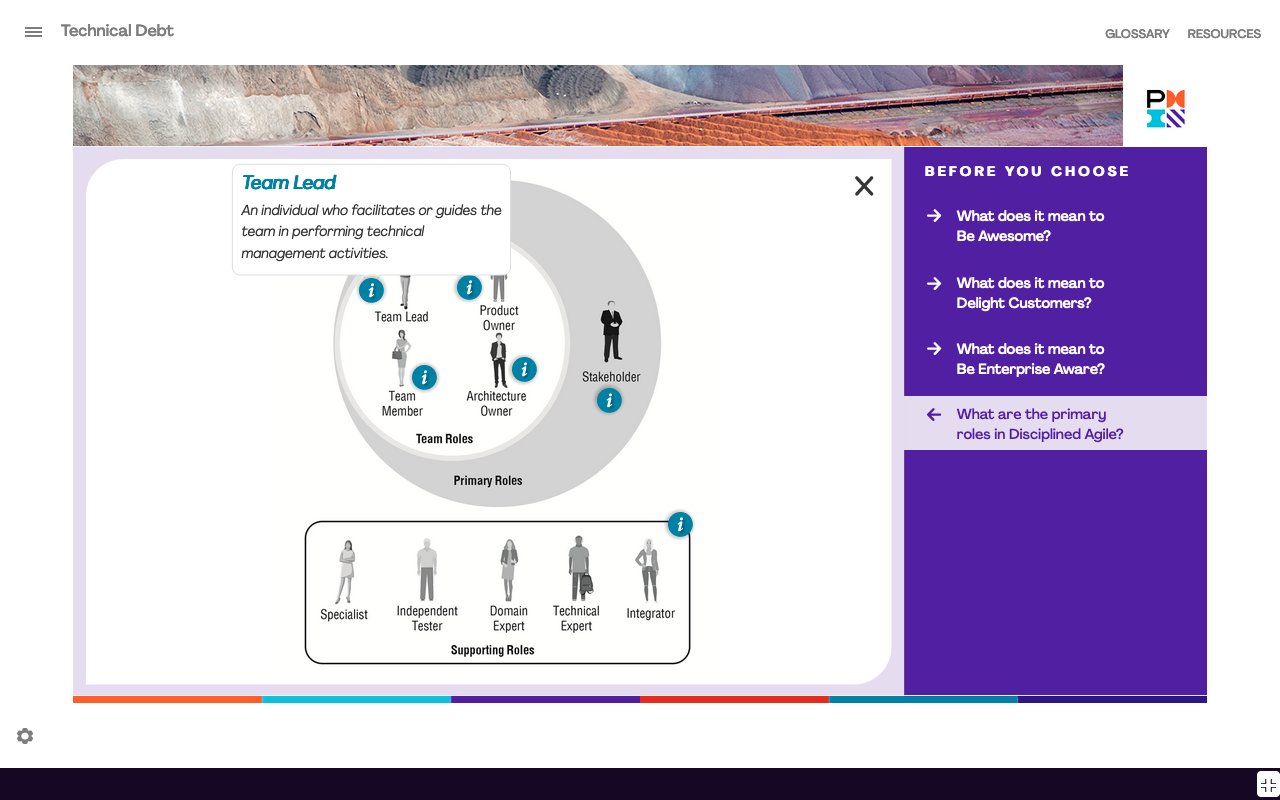 Technical Debt
GLOSSARY
RESOURCES
PM
Team Lead
An individual who facilitates or guides the
team in performing technical
management activities.
i
i
Team Lead
Product
Owner
i
i
Team
Member
Architecture
Owner
Stakeholder
i
Team Roles
Primary Roles
i
Specialist
Independent
Tester
Domain
Expert
Technical
Expert
Integrator
Supporting Roles
BEFORE YOU CHOOSE
What does it mean to
Be Awesome?
What does it mean to
Delight Customers?
What does it mean to
Be Enterprise Aware?
What are the primary
roles in Disciplined Agile?